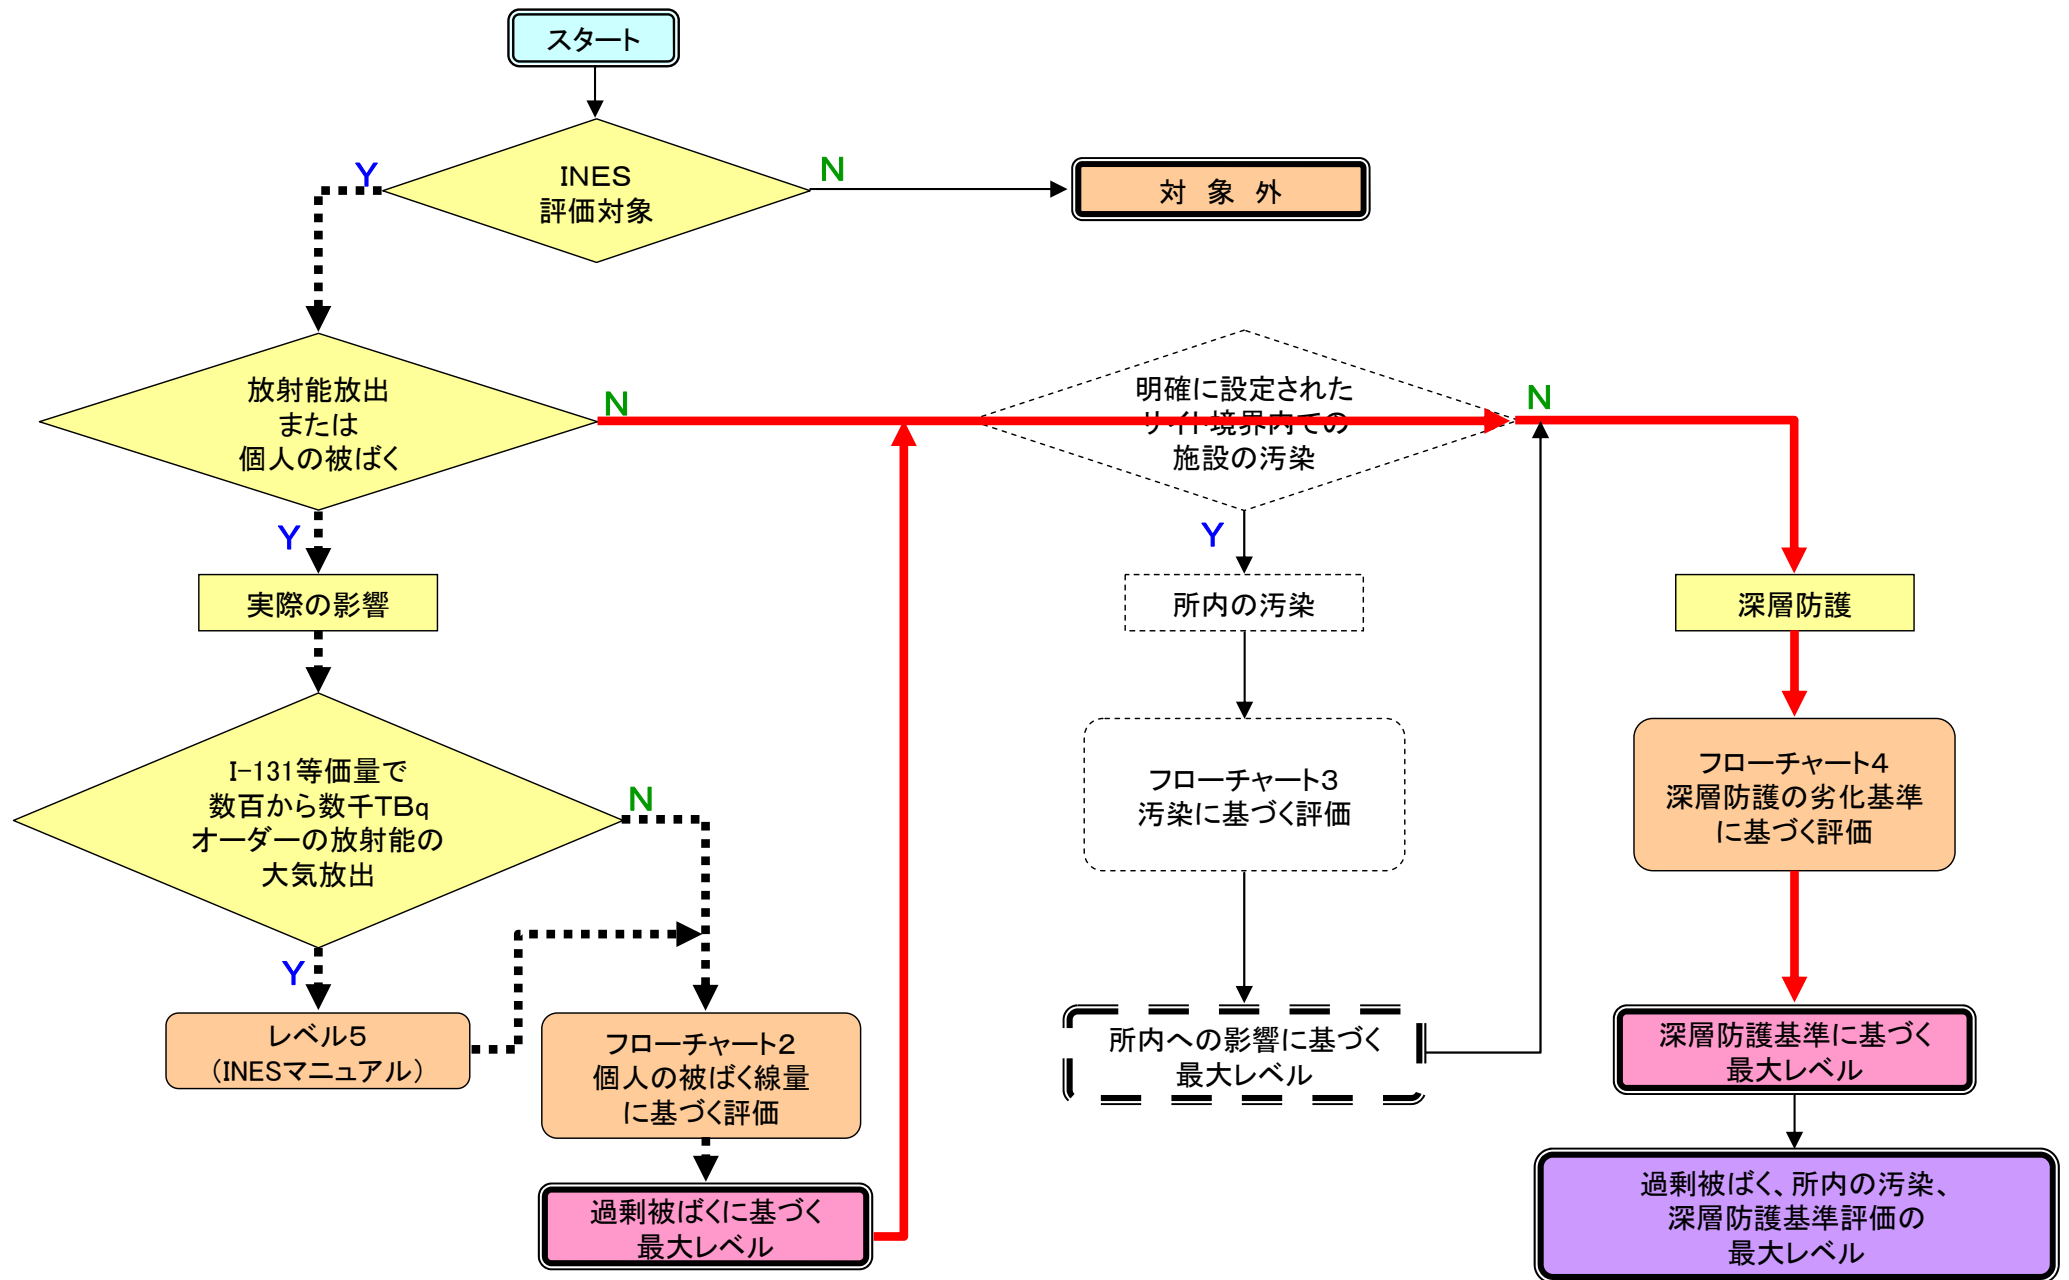 スタート
INES
評価対象
Y
N
対　象　外
放射能放出
または
個人の被ばく
N
Y
明確に設定された
サイト境界内での
施設の汚染
N
Y
実際の影響
所内の汚染
深層防護
I-131等価量で
数百から数千TBq
オーダーの放射能の
大気放出
N
Y
フローチャート3
汚染に基づく評価
フローチャート4
深層防護の劣化基準
に基づく評価
レベル5
（INESマニュアル）
フローチャート2
個人の被ばく線量
に基づく評価
所内への影響に基づく
最大レベル
深層防護基準に基づく
最大レベル
過剰被ばくに基づく
最大レベル
過剰被ばく、所内の汚染、
深層防護基準評価の
最大レベル